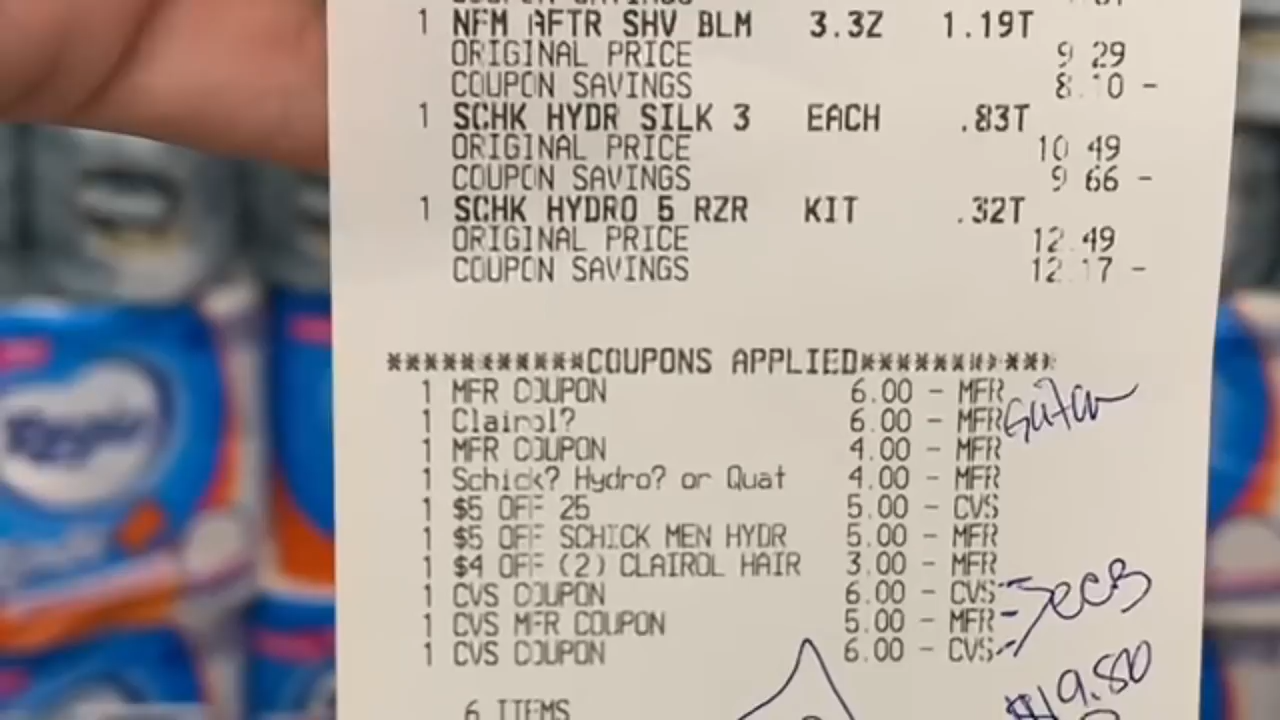 1 NFM AFTR SHV BLM 3.3Z 1.19T
ORIGINAL PRICE 9.29
COUPON SAVINGS 8.10 -
1 SCHK HYDR SILK 3 EACH .83T
ORIGINAL PRICE 10.49
COUPON SAVINGS 9.66 -
1 SCHK HYDRO 5 RZR KIT .32T
ORIGINAL PRICE 12.49
COUPON SAVINGS 12.17 -
***********COUPONS APPLIED***********
1 MFR COUPON 6.00 - MFR
1 Clairol? 6.00 - MFR
1 MFR COUPON 4.00 - MFR
1 Schick? Hydro? or Quat 4.00 - MFR
1 $5 OFF 25 5.00 - CVS
1 $5 OFF SCHICK MEN HYDR 5.00 - MFR
1 $4 OFF (2) CLAIROL HAIR 3.00 - MFR
1 CVS COUPON 6.00 - CVS
1 CVS MFR COUPON 5.00 - MFR - ECBs
1 CVS COUPON 6.00 - CVS
6 ITEMS